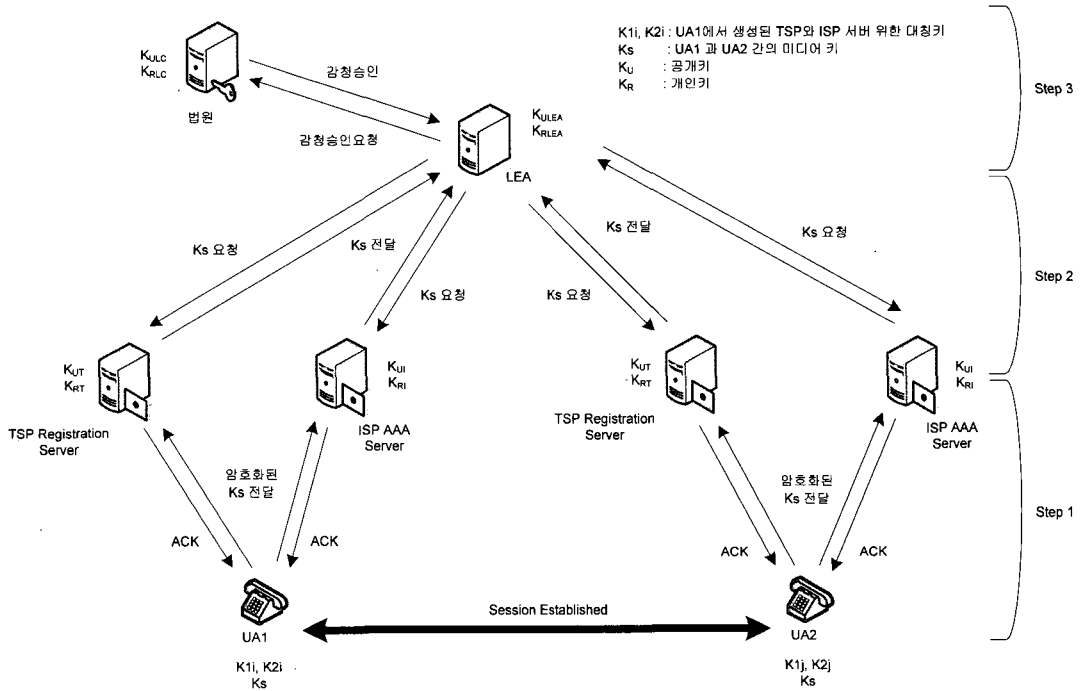 K1i, K2i : UA1에서 생성된 TSP와 ISP 서버 위한 대칭키
Ks : UA1 과 UA2 간의 미디어 키
KU : 공개키
KR : 개인키
Step 3
KULC
KRLC
법원
감청승인
감청승인요청
KULEA
KRLEA
LEA
Step 2
Ks 요청
Ks 전달
Ks 요청
Ks 전달
Ks 요청
Ks 요청
KUT
KRT
TSP Registration
Server
KUI
KRI
ISP AAA
Server
KUT
KRT
TSP Registration
Server
KUI
KRI
ISP AAA
Server
Step 1
암호화된
Ks 전달
ACK
ACK
암호화된
Ks 전달
ACK
ACK
Session Established
UA1
K1i, K2i
Ks
UA2
K1j, K2j
Ks